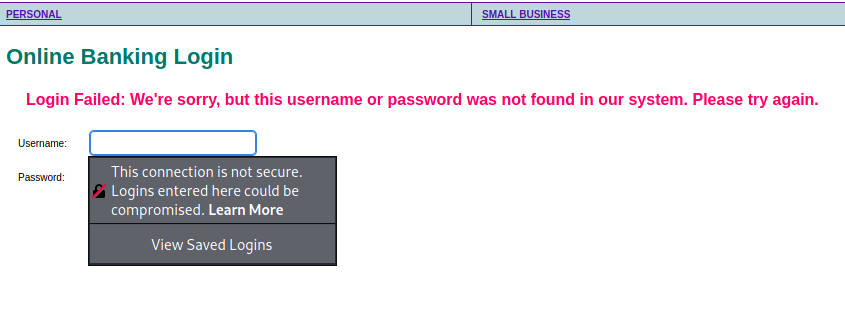 PERSONAL
SMALL BUSINESS
Online Banking Login
Login Failed: We're sorry, but this username or password was not found in our system. Please try again.
Username:
Password:
This connection is not secure.
Logins entered here could be
compromised. Learn More
View Saved Logins